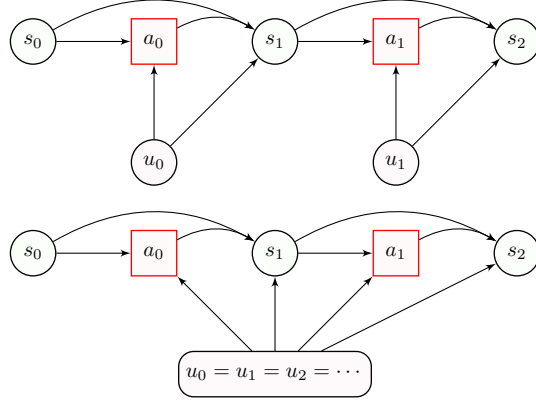 s₀ a₀ s₁ a₁ s₂
u₀ u₁
s₀ a₀ s₁ a₁ s₂
u₀ = u₁ = u₂ = ⋯